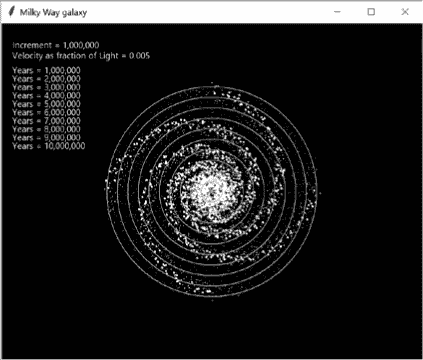 Milky Way galaxy
Increment = 1,000,000
Velocity as fraction of Light = 0.005
Years = 1,000,000
Years = 2,000,000
Years = 3,000,000
Years = 4,000,000
Years = 5,000,000
Years = 6,000,000
Years = 7,000,000
Years = 8,000,000
Years = 9,000,000
Years = 10,000,000